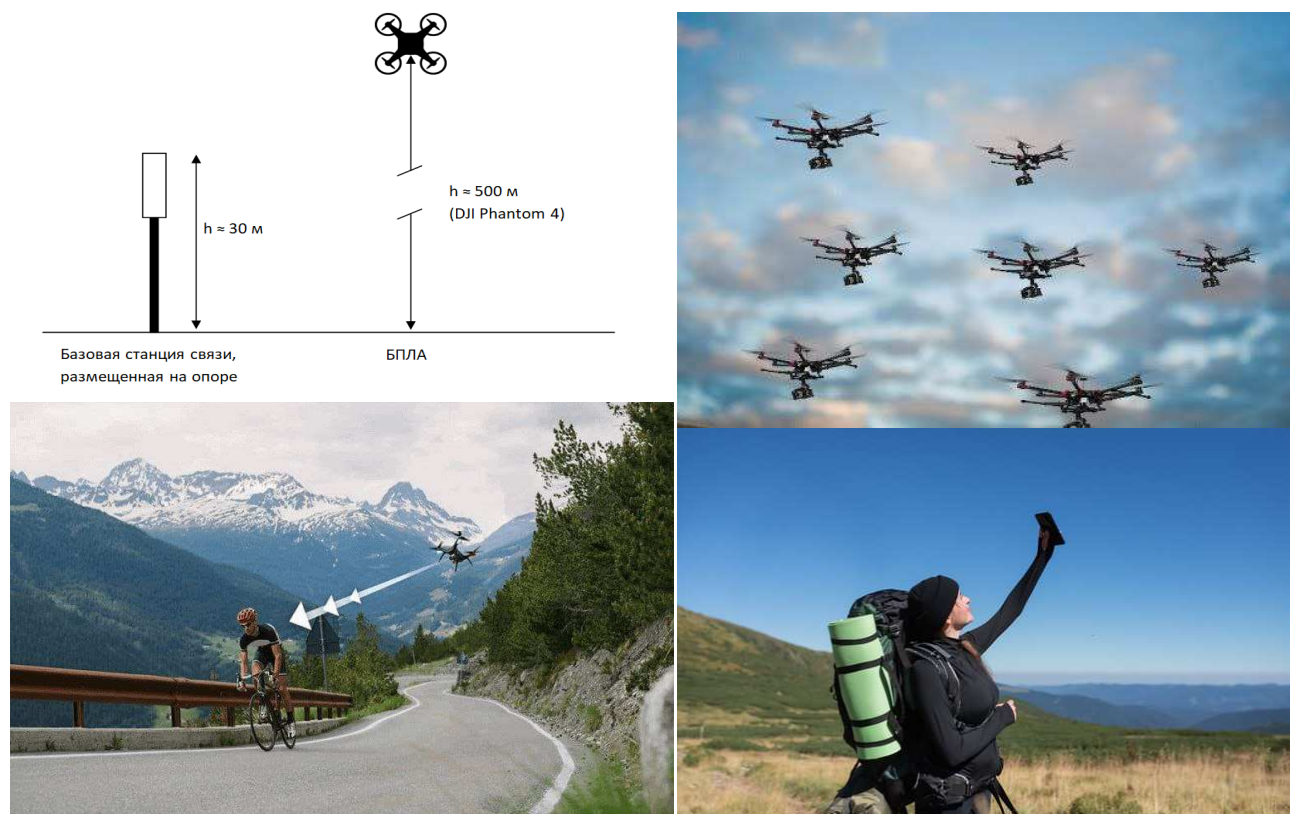 h ≈ 500 м
(DJI Phantom 4)
h ≈ 30 м
Базовая станция связи,
размещенная на опоре
БПЛА